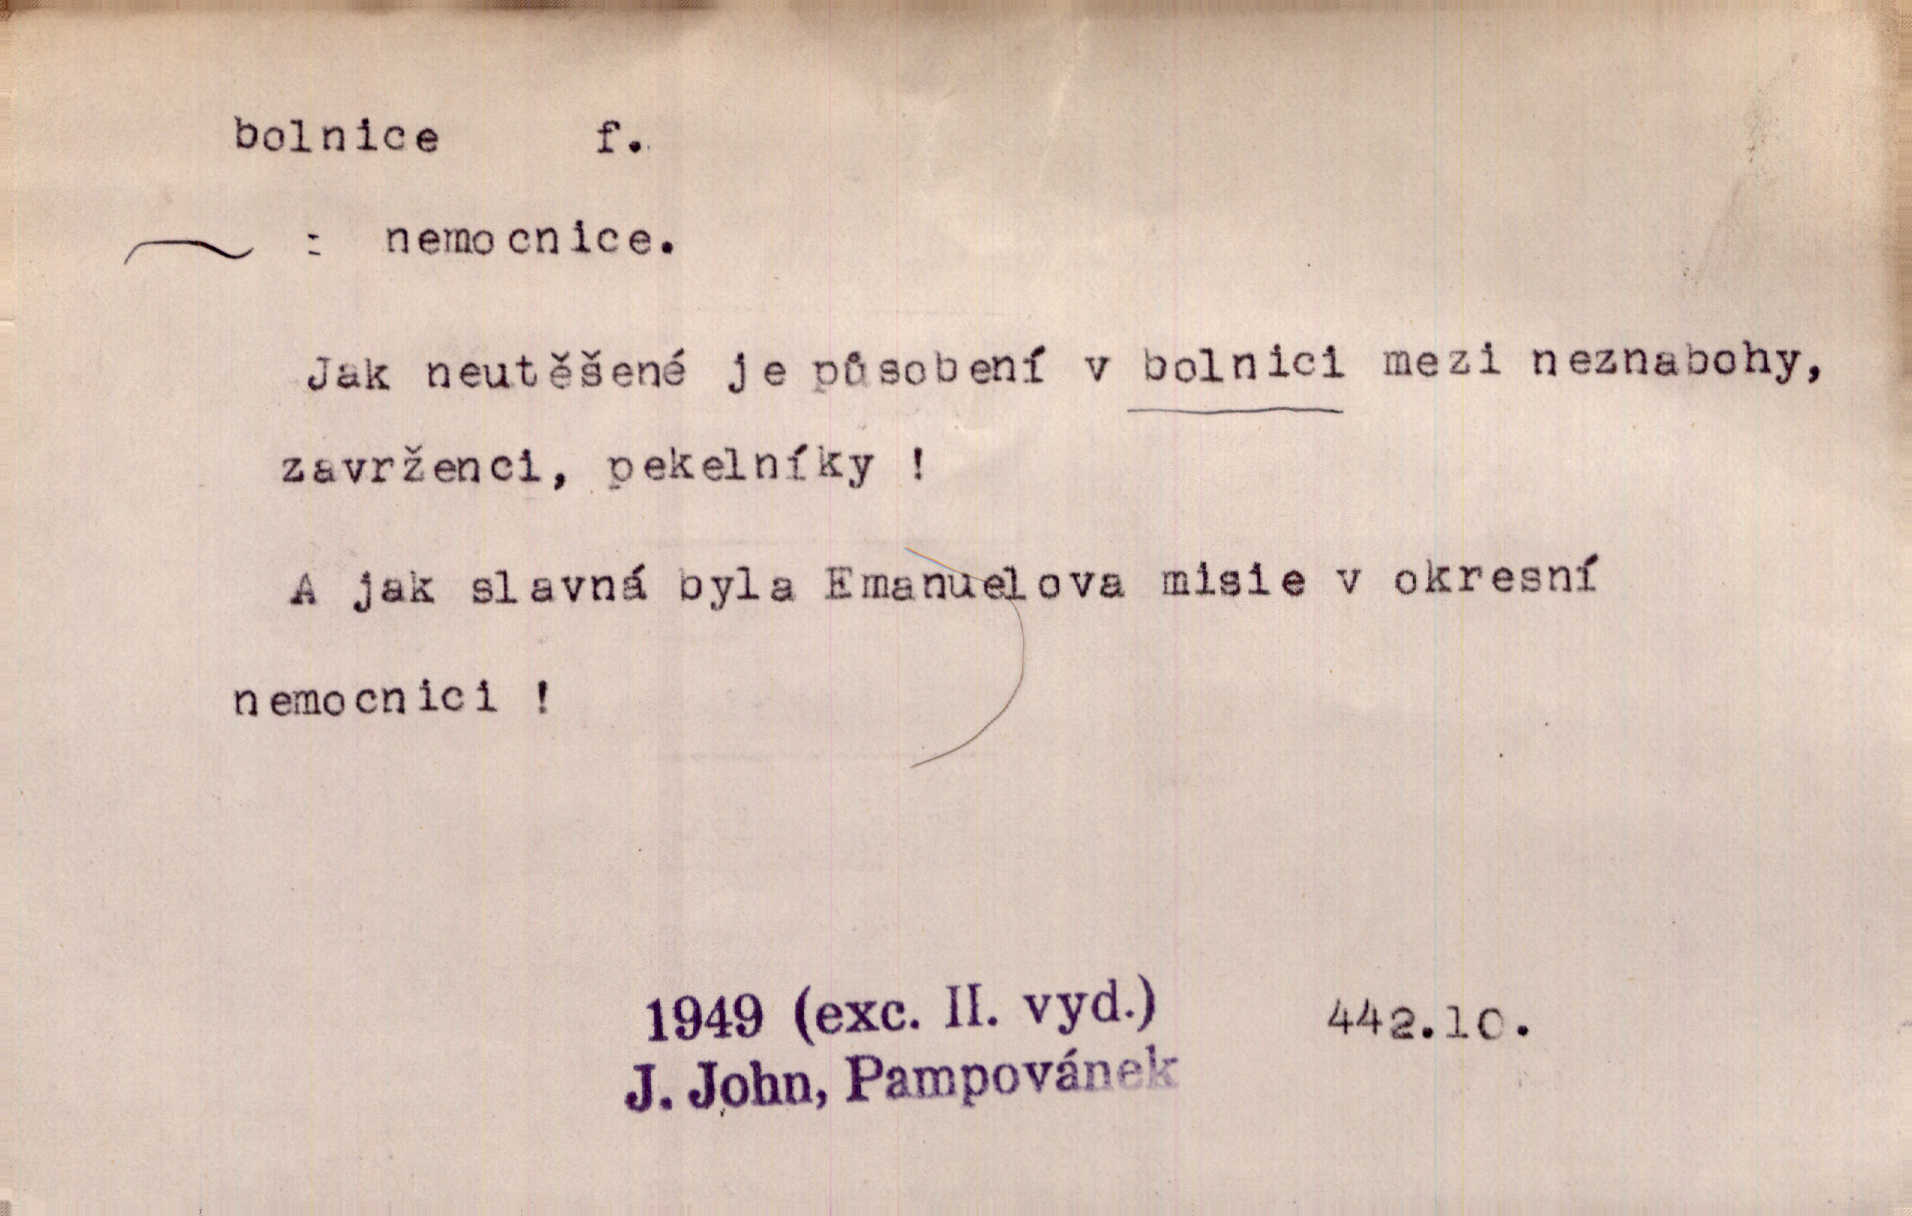 bolnice f.
: nemocnice.
Jak neutěšené je působení v bolnici mezi neznabohy,
zavrženci, pekelníky !
A jak slavná byla Emanuelova misie v okresní
nemocnici !
1949 (exc. II. vyd.) 442.10.
J. John, Pampovánek